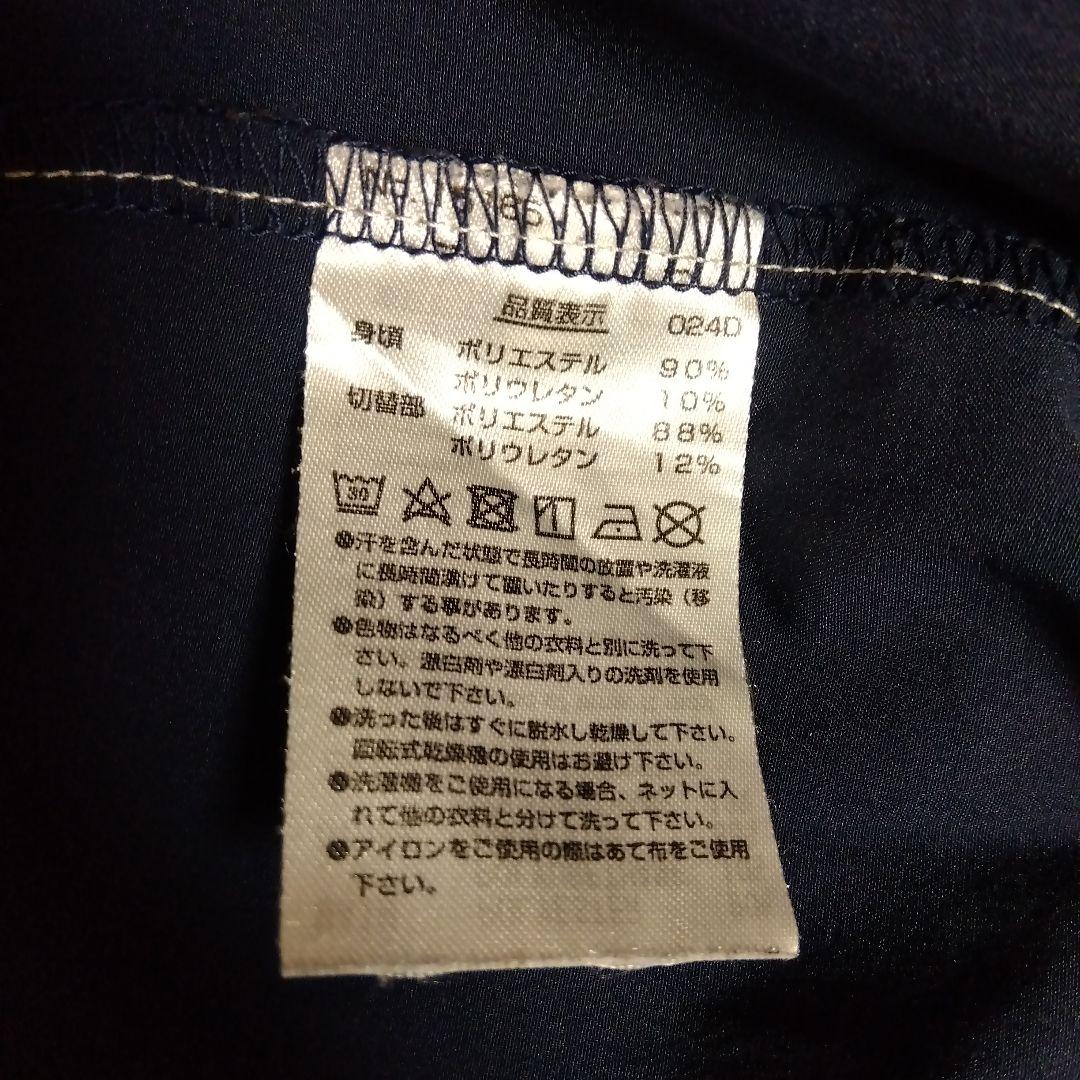 品質表示 024D
身頃 ポリエステル 90%
ポリウレタン 10%
切替部 ポリエステル 88%
ポリウレタン 12%
30
●汗を含んだ状態で長時間の放置や洗濯液
に長時間漬けて置いたりすると汚染（移
染）する事があります。
●色物はなるべく他の衣料と別に洗って下
さい。漂白剤や漂白剤入りの洗剤を使用
しないで下さい。
●洗った後はすぐに脱水し乾燥して下さい。
回転式乾燥機の使用はお避け下さい。
●洗濯機をご使用になる場合、ネットに入
れて他の衣料と分けて洗って下さい。
●アイロンをご使用の際はあて布をご使用
下さい。